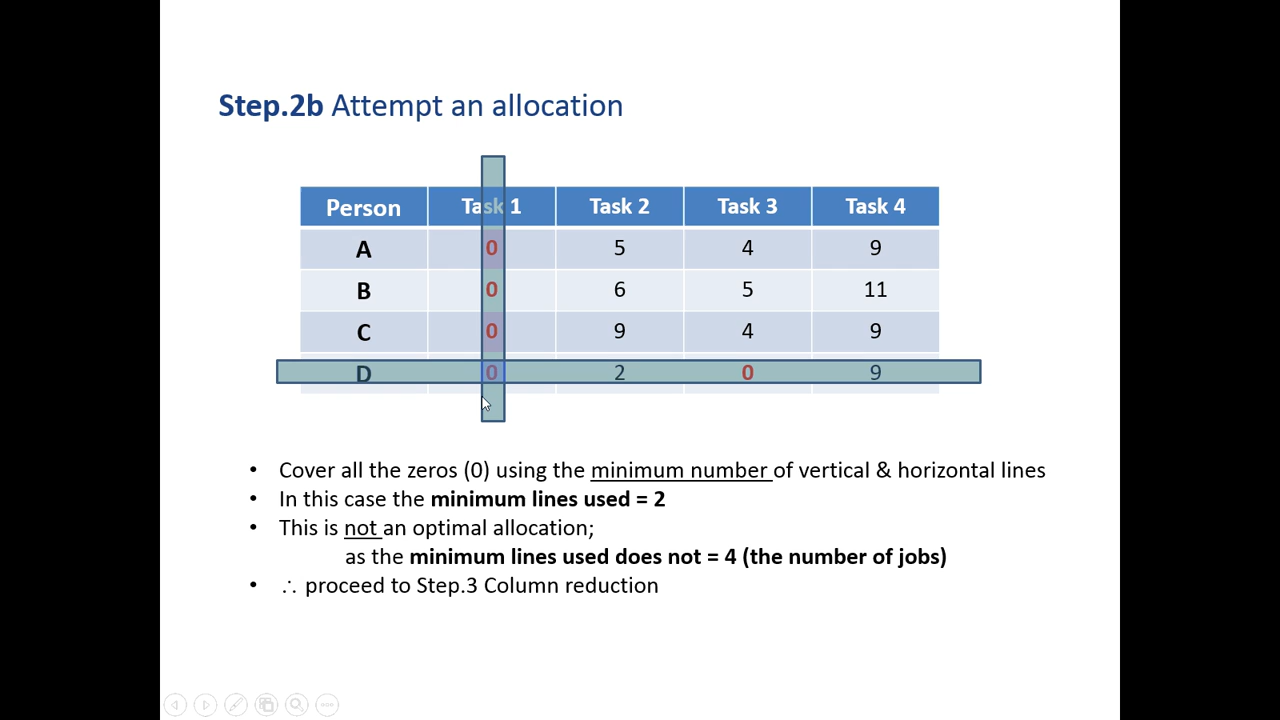 Step.2b Attempt an allocation
Person Task 1 Task 2 Task 3 Task 4
A 0 5 4 9
B 0 6 5 11
C 0 9 4 9
D 0 2 0 9
• Cover all the zeros (0) using the minimum number of vertical & horizontal lines
• In this case the minimum lines used = 2
• This is not an optimal allocation;
as the minimum lines used does not = 4 (the number of jobs)
• ∴ proceed to Step.3 Column reduction